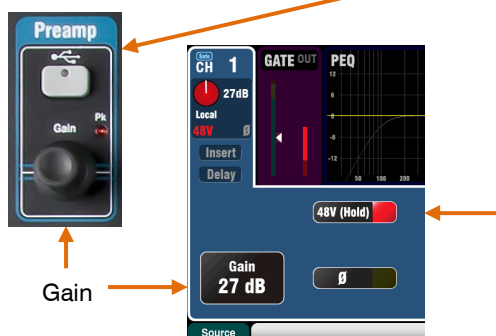 Preamp
Pk
Gain
Gain
Safe
CH 1
27dB
Local
48V Ø
Insert
Delay
GATE OUT
PEQ
12
6
0
-6
-12
50 100 200
48V (Hold)
Gain
27 dB
Ø
Source